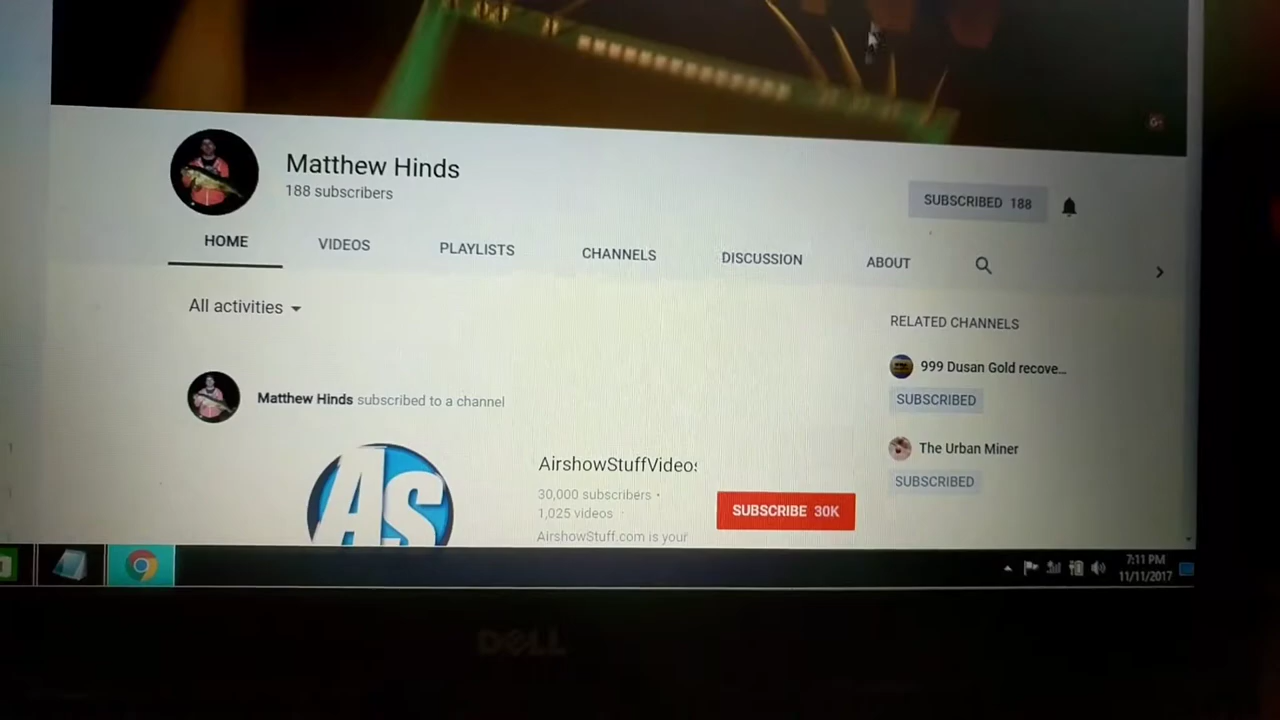 Matthew Hinds
188 subscribers
SUBSCRIBED 188
HOME
VIDEOS
PLAYLISTS
CHANNELS
DISCUSSION
ABOUT
All activities
RELATED CHANNELS
999 Dusan Gold recove...
SUBSCRIBED
The Urban Miner
SUBSCRIBED
Matthew Hinds subscribed to a channel
AS
AirshowStuffVideos
30,000 subscribers •
1,025 videos
AirshowStuff.com is your
SUBSCRIBE 30K
7:11 PM
11/11/2017
DELL